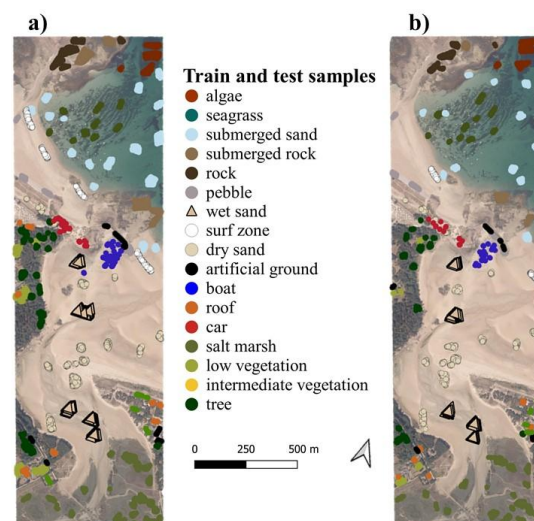 a)
b)
Train and test samples
algae
seagrass
submerged sand
submerged rock
rock
pebble
wet sand
surf zone
dry sand
artificial ground
boat
roof
car
salt marsh
low vegetation
intermediate vegetation
tree
0 250 500 m